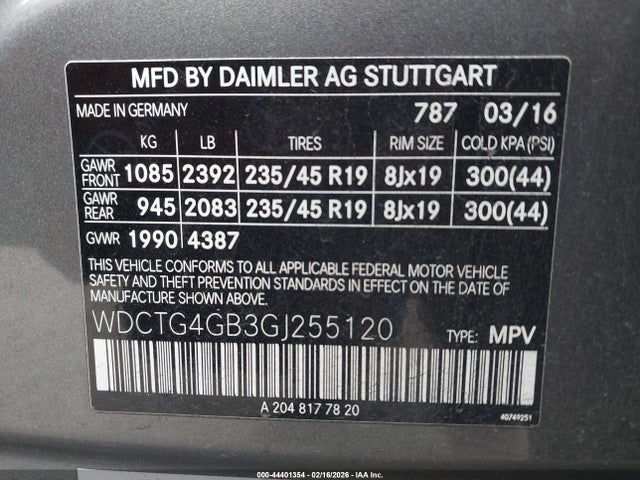 MFD BY DAIMLER AG STUTTGART
MADE IN GERMANY 787 03/16
KG LB TIRES RIM SIZE COLD KPA (PSI)
GAWR FRONT 1085 2392 235/45 R19 8Jx19 300(44)
GAWR REAR 945 2083 235/45 R19 8Jx19 300(44)
GVWR 1990 4387
THIS VEHICLE CONFORMS TO ALL APPLICABLE FEDERAL MOTOR VEHICLE
SAFETY AND THEFT PREVENTION STANDARDS IN EFFECT ON THE DATE OF
MANUFACTURE SHOWN ABOVE.
WDCTG4GB3GJ255120 TYPE: MPV
A 204 817 78 20
40749251
000-44401354 - 02/16/2026 - IAA Inc.